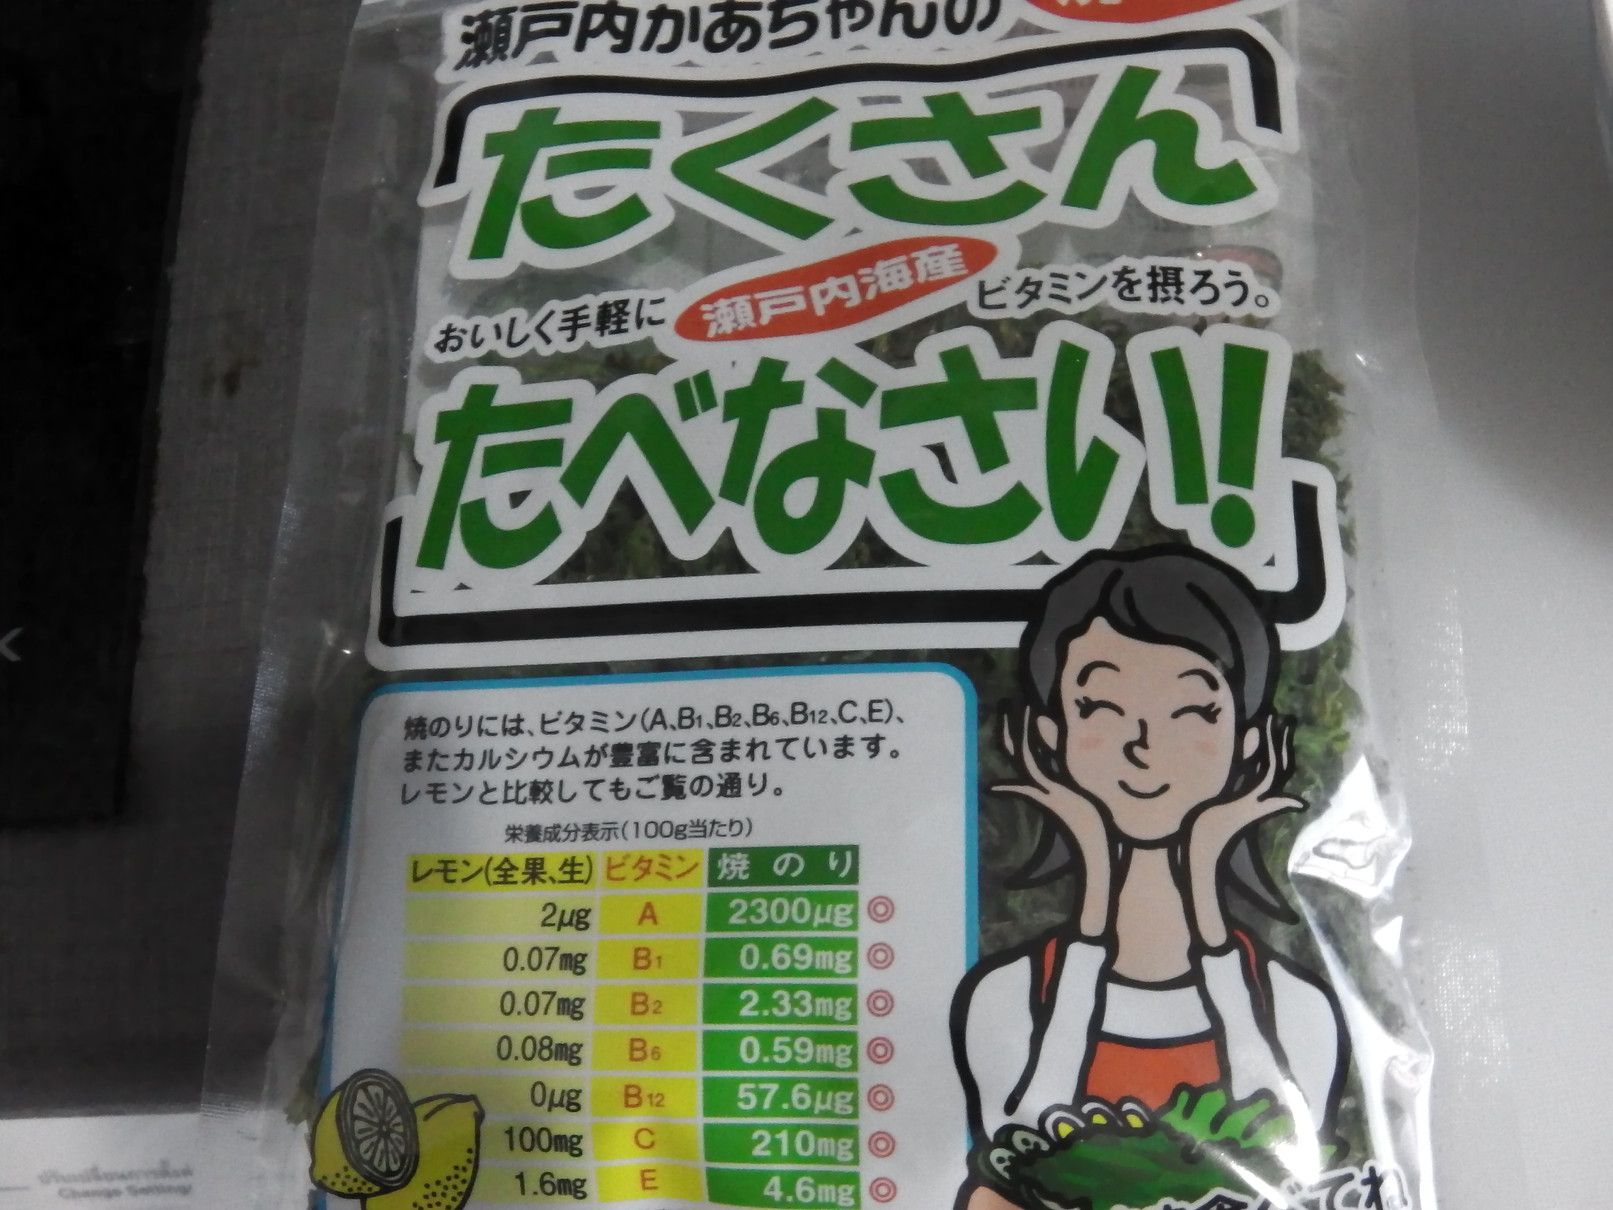 瀬戸内かあちゃんの
たくさん
おいしく手軽に 瀬戸内海産 ビタミンを摂ろう。
たべなさい!!
焼のりには、ビタミン(A、B1、B2、B6、B12、C、E)、
またカルシウムが豊富に含まれています。
レモンと比較してもご覧の通り。
栄養成分表示(100g当たり)
レモン(全果、生) ビタミン 焼のり
2μg A 2300μg ◎
0.07mg B1 0.69mg ◎
0.07mg B2 2.33mg ◎
0.08mg B6 0.59mg ◎
0μg B12 57.6μg ◎
100mg C 210mg ◎
1.6mg E 4.6mg ◎
食べてね
Change Setting